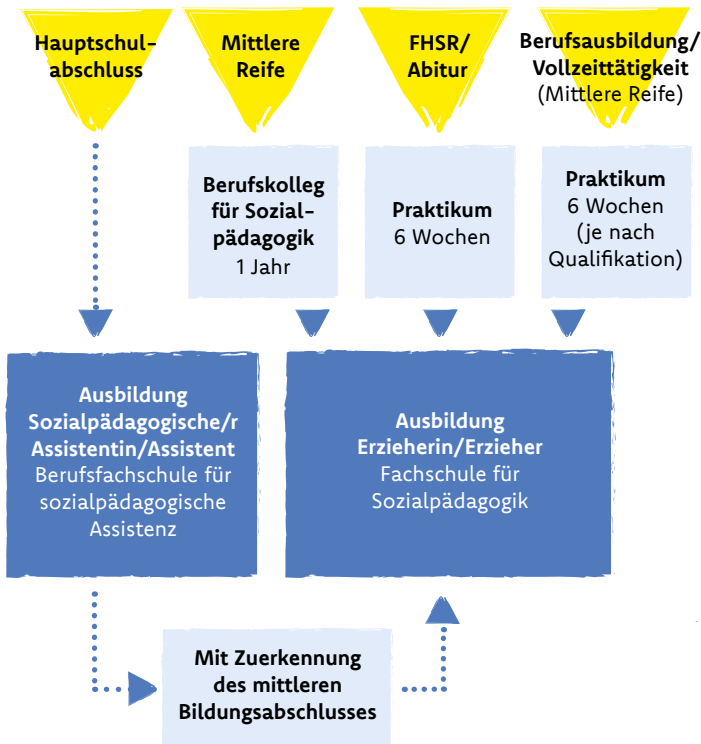 Hauptschul-
abschluss
Mittlere
Reife
FHSR/
Abitur
Berufsausbildung/
Vollzeittätigkeit
(Mittlere Reife)
Berufskolleg
für Sozial-
pädagogik
1 Jahr
Praktikum
6 Wochen
Praktikum
6 Wochen
(je nach
Qualifikation)
Ausbildung
Sozialpädagogische/r
Assistentin/Assistent
Berufsfachschule für
sozialpädagogische
Assistenz
Ausbildung
Erzieherin/Erzieher
Fachschule für
Sozialpädagogik
Mit Zuerkennung
des mittleren
Bildungsabschlusses